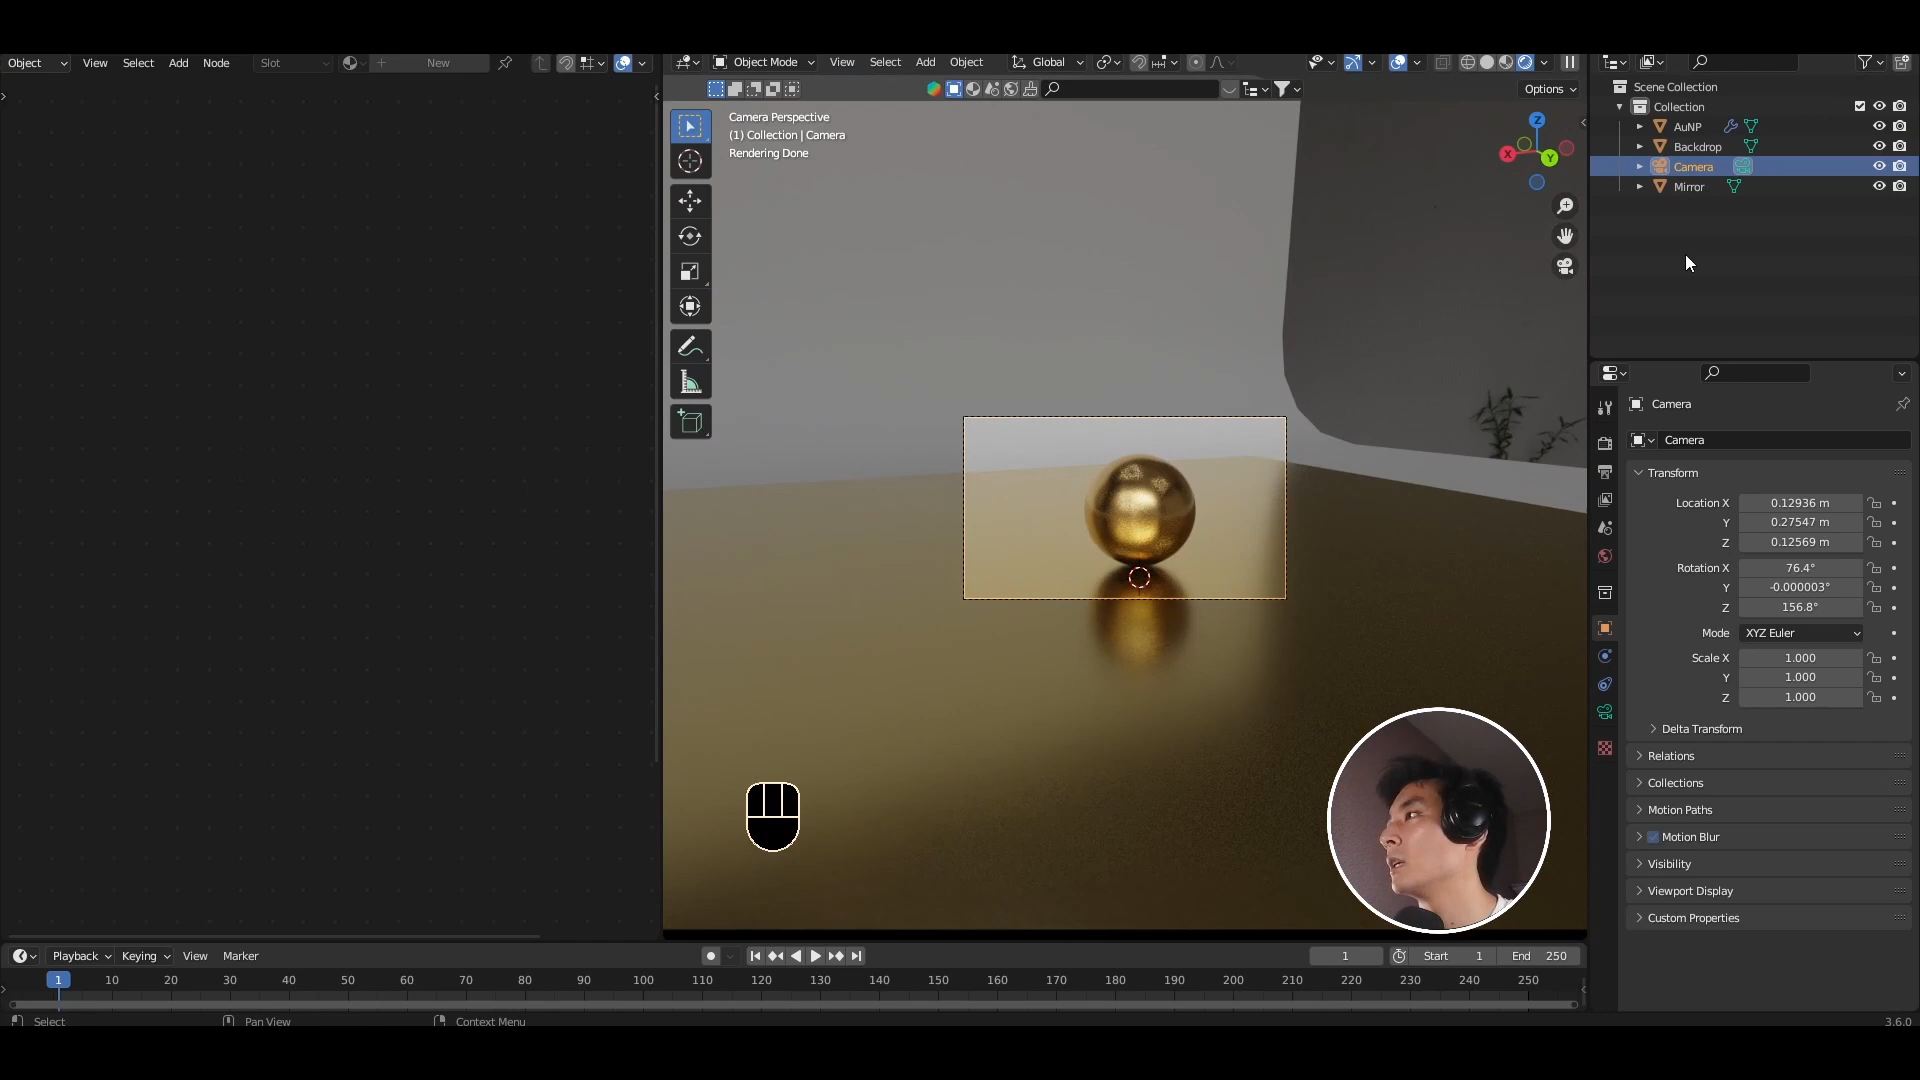 Object View Select Add Node Slot New
Object Mode View Select Add Object Global
Options
Camera Perspective
(1) Collection | Camera
Rendering Done
Z
X
Y
Scene Collection
Collection
AuNP
Backdrop
Camera
Mirror
Camera
Camera
Transform
Location X 0.12936 m
Y 0.27547 m
Z 0.12569 m
Rotation X 76.4°
Y -0.000003°
Z 156.8°
Mode XYZ Euler
Scale X 1.000
Y 1.000
Z 1.000
Delta Transform
Relations
Collections
Motion Paths
Motion Blur
Visibility
Viewport Display
Custom Properties
Playback Keying View Marker 1 Start 1 End 250
1 10 20 30 40 50 60 70 80 90 100 110 120 130 140 150 160 170 180 190 200 210 220 230 240 250
Select Pan View Context Menu 3.6.0